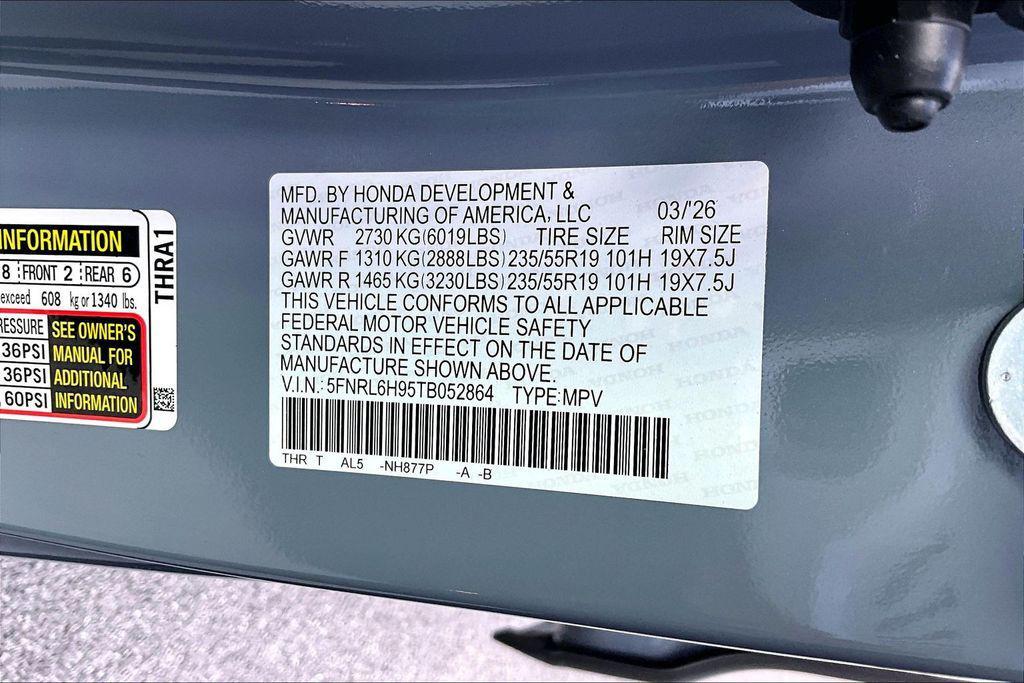 INFORMATION
8 FRONT 2 REAR 6
exceed 608 kg or 1340 lbs.
RESSURE
36PSI
36PSI
60PSI
SEE OWNER'S
MANUAL FOR
ADDITIONAL
INFORMATION
THRA1
MFD. BY HONDA DEVELOPMENT &
MANUFACTURING OF AMERICA, LLC 03/'26
GVWR 2730 KG(6019LBS) TIRE SIZE RIM SIZE
GAWR F 1310 KG(2888LBS) 235/55R19 101H 19X7.5J
GAWR R 1465 KG(3230LBS) 235/55R19 101H 19X7.5J
THIS VEHICLE CONFORMS TO ALL APPLICABLE
FEDERAL MOTOR VEHICLE SAFETY
STANDARDS IN EFFECT ON THE DATE OF
MANUFACTURE SHOWN ABOVE.
V.I.N.: 5FNRL6H95TB052864 TYPE:MPV
THR T AL5 -NH877P -A -B